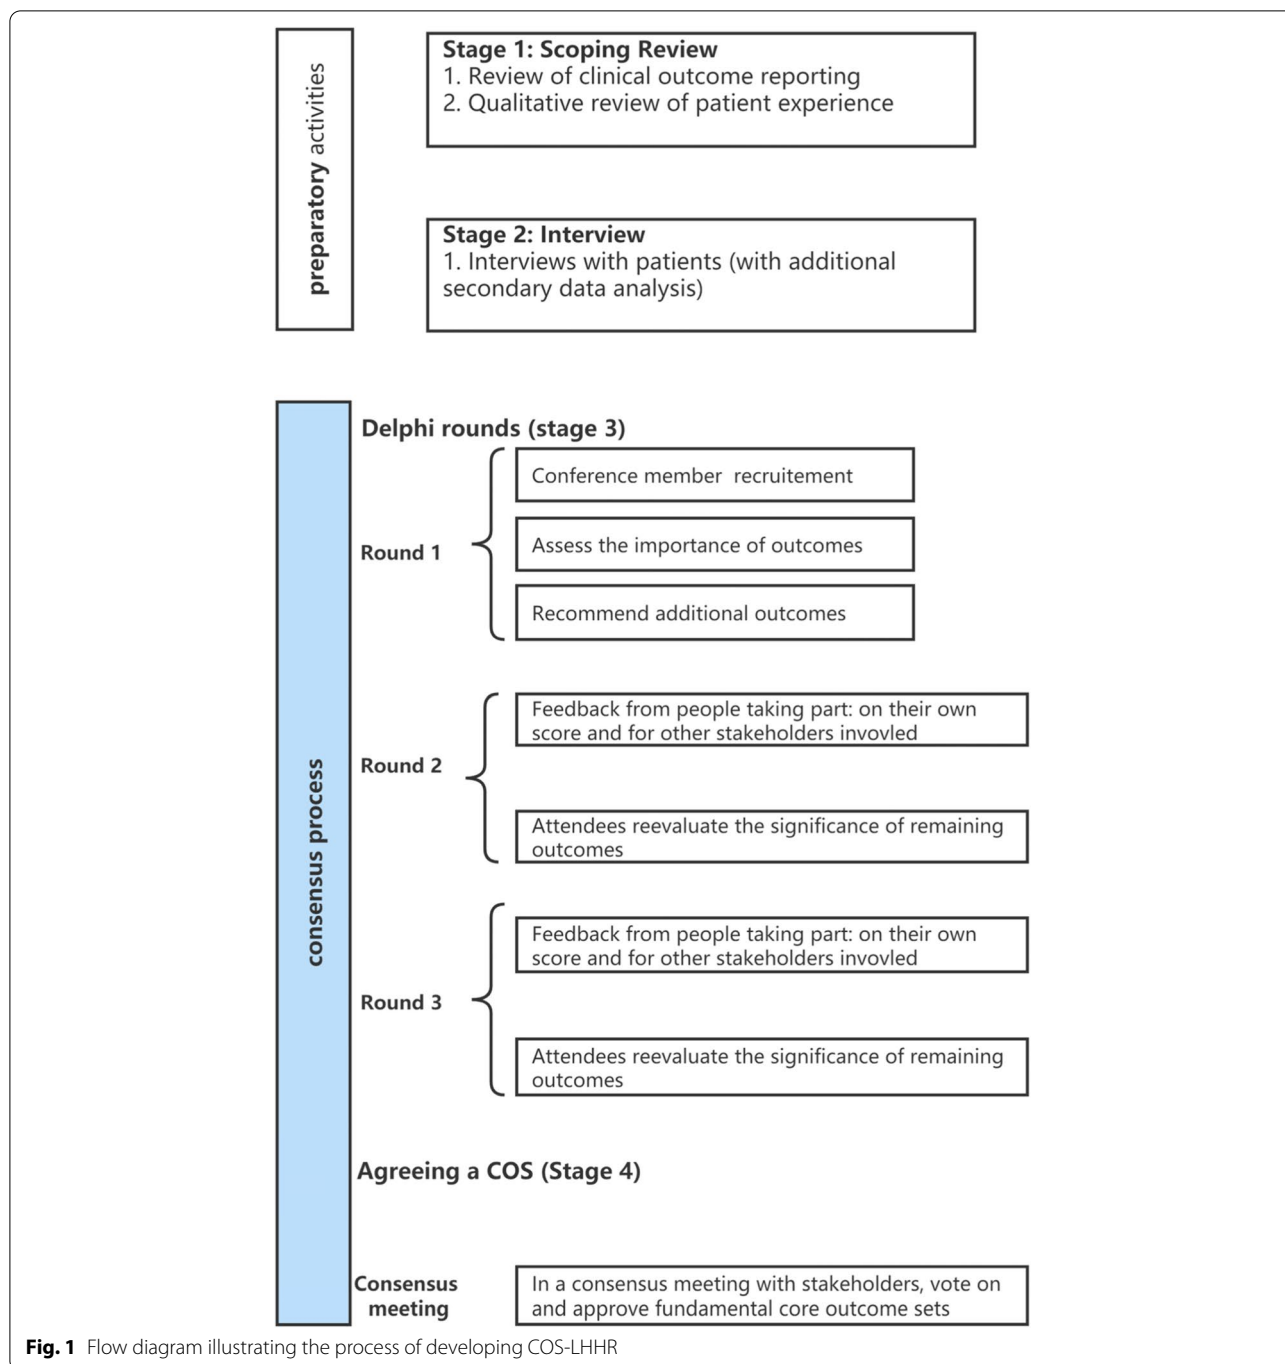 preparatory activities
Stage 1: Scoping Review
1. Review of clinical outcome reporting
2. Qualitative review of patient experience
Stage 2: Interview
1. Interviews with patients (with additional
secondary data analysis)
consensus process
Delphi rounds (stage 3)
Round 1
Conference member recruitement
Assess the importance of outcomes
Recommend additional outcomes
Round 2
Feedback from people taking part: on their own
score and for other stakeholders invovled
Attendees reevaluate the significance of remaining
outcomes
Round 3
Feedback from people taking part: on their own
score and for other stakeholders invovled
Attendees reevaluate the significance of remaining
outcomes
Agreeing a COS (Stage 4)
Consensus
meeting
In a consensus meeting with stakeholders, vote on
and approve fundamental core outcome sets
Fig. 1 Flow diagram illustrating the process of developing COS-LHHR